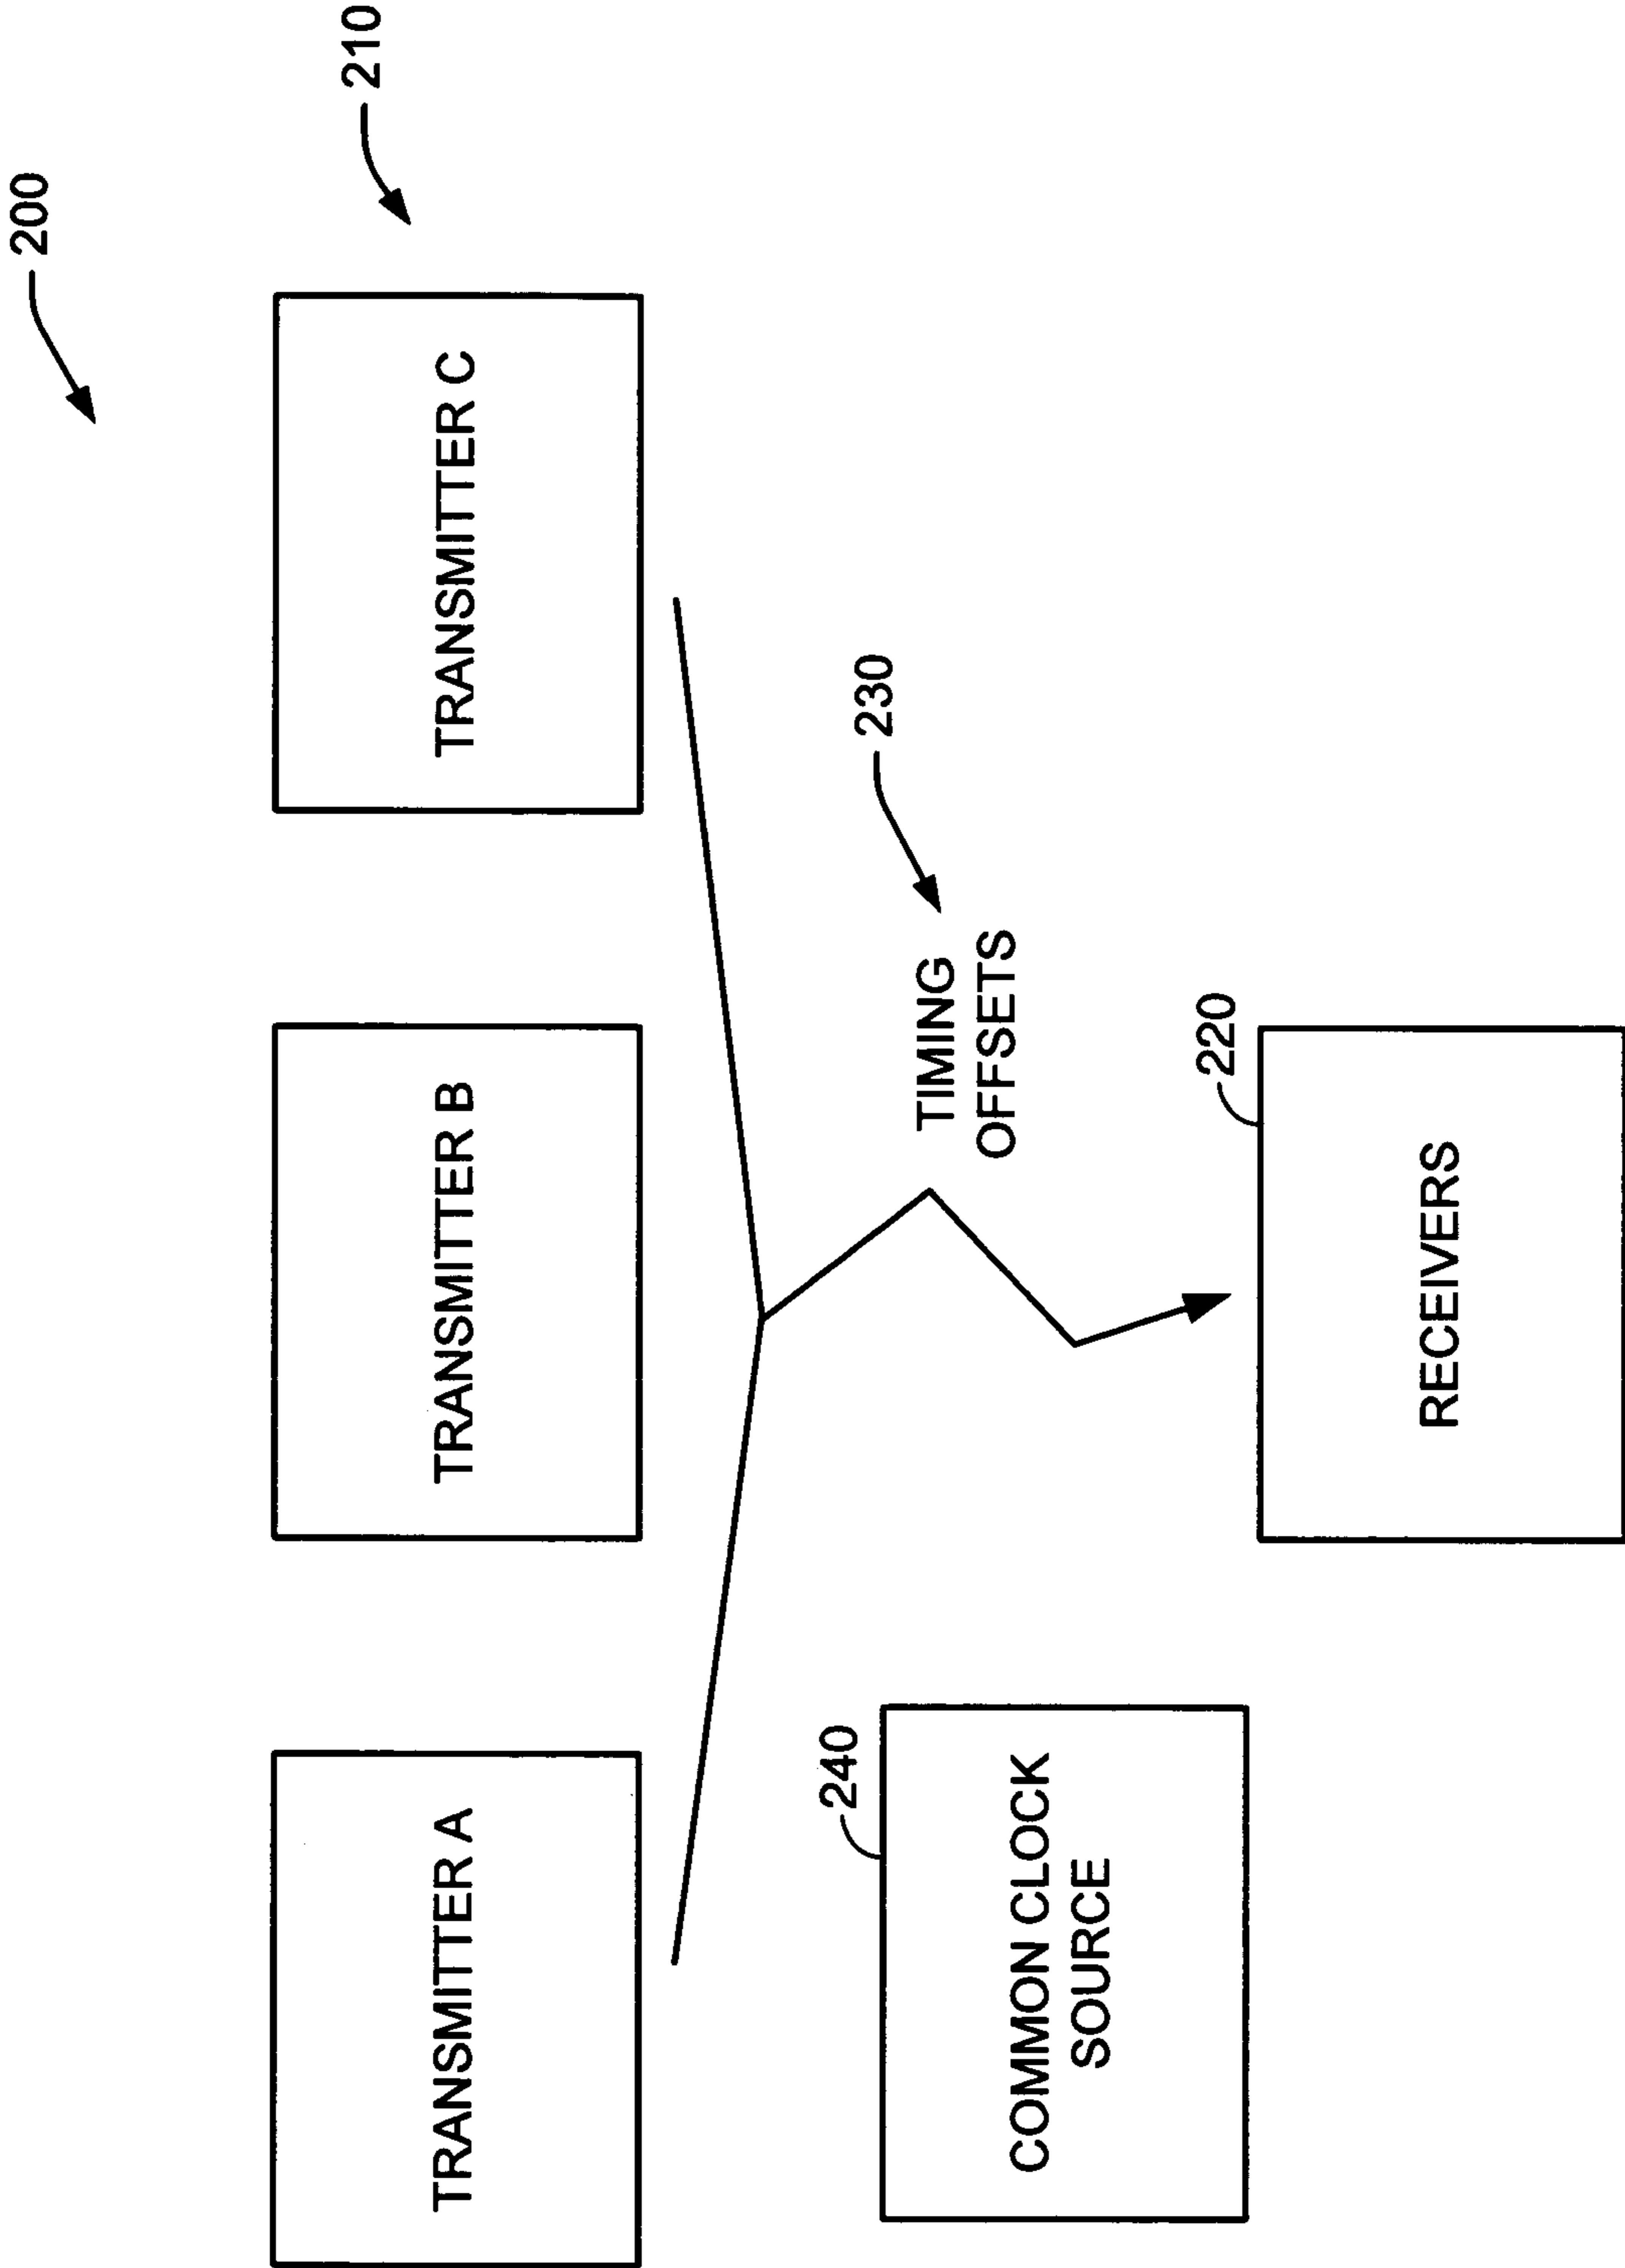 200
210
TRANSMITTER A
TRANSMITTER B
TRANSMITTER C
230
TIMING
OFFSETS
240
COMMON CLOCK
SOURCE
220
RECEIVERS